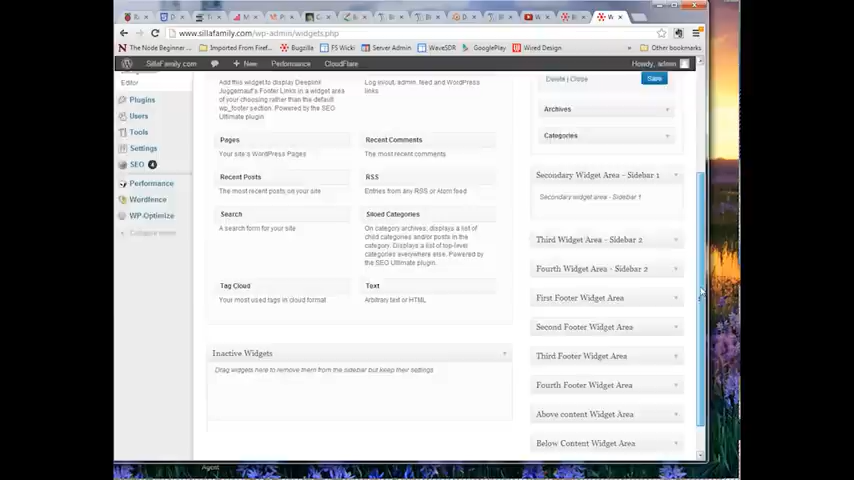 www.sillafamily.com/wp-admin/widgets.php
The Node Beginner
Imported From Firef...
Bugzilla
FS Wicki
Server Admin
WaveSDR
GooglePlay
Wired Design
Other bookmarks
SillaFamily.com
+ New
Performance
CloudFlare
Howdy, admin
Editor
Plugins
Users
Tools
Settings
SEO 4
Performance
Wordfence
WP-Optimize
Collapse menu
Add this widget to display Deeplink
Juggernaut's Footer Links in a widget area
of your choosing rather than the default
wp_footer section. Powered by the SEO
Ultimate plugin.
Log in/out, admin, feed and WordPress
links
Pages
Your site's WordPress Pages
Recent Comments
The most recent comments
Recent Posts
The most recent posts on your site
RSS
Entries from any RSS or Atom feed
Search
A search form for your site
Siloed Categories
On category archives, displays a list of
child categories and/or posts in the
category. Displays a list of top-level
categories everywhere else. Powered by
the SEO Ultimate plugin.
Tag Cloud
Your most used tags in cloud format
Text
Arbitrary text or HTML
Inactive Widgets
Drag widgets here to remove them from the sidebar but keep their settings
Delete | Close
Save
Archives
Categories
Secondary Widget Area - Sidebar 1
Secondary widget area - Sidebar 1
Third Widget Area - Sidebar 2
Fourth Widget Area - Sidebar 2
First Footer Widget Area
Second Footer Widget Area
Third Footer Widget Area
Fourth Footer Widget Area
Above content Widget Area
Below Content Widget Area
Agent